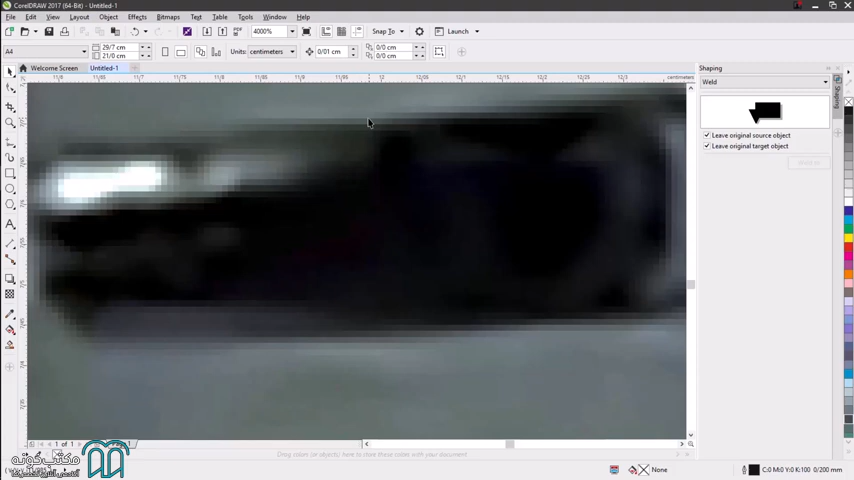 CorelDRAW 2017 (64-Bit) - Untitled-1
File Edit View Layout Object Effects Bitmaps Text Table Tools Window Help
PDF 4000% Snap To Launch
A4 29/7 cm 21/0 cm Units: centimeters 0/01 cm 0/0 cm 0/0 cm
Welcome Screen Untitled-1
centimeters
Shaping
Weld
Leave original source object
Leave original target object
Shaping
1 of 1
Drag colors (or objects) here to store these colors with your document
None C:0 M:0 Y:0 K:100 0/200 mm
مکتب‌خونه